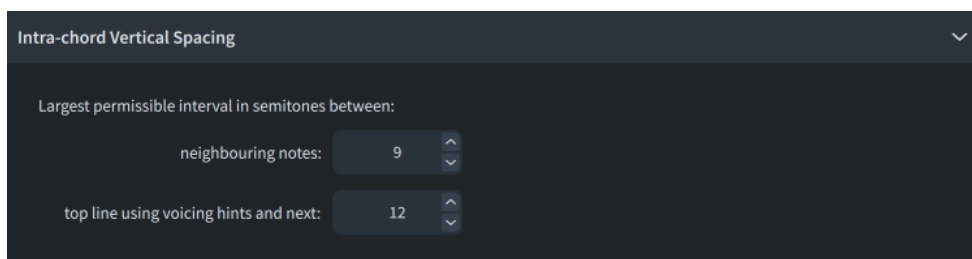 Intra-chord Vertical Spacing
Largest permissible interval in semitones between:
neighbouring notes: 9
top line using voicing hints and next: 12